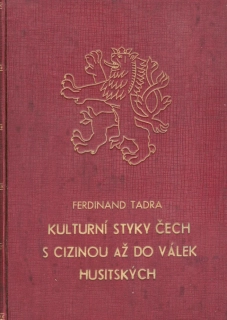 FERDINAND TADRA
KULTURNÍ STYKY ČECH
S CIZINOU AŽ DO VÁLEK
HUSITSKÝCH